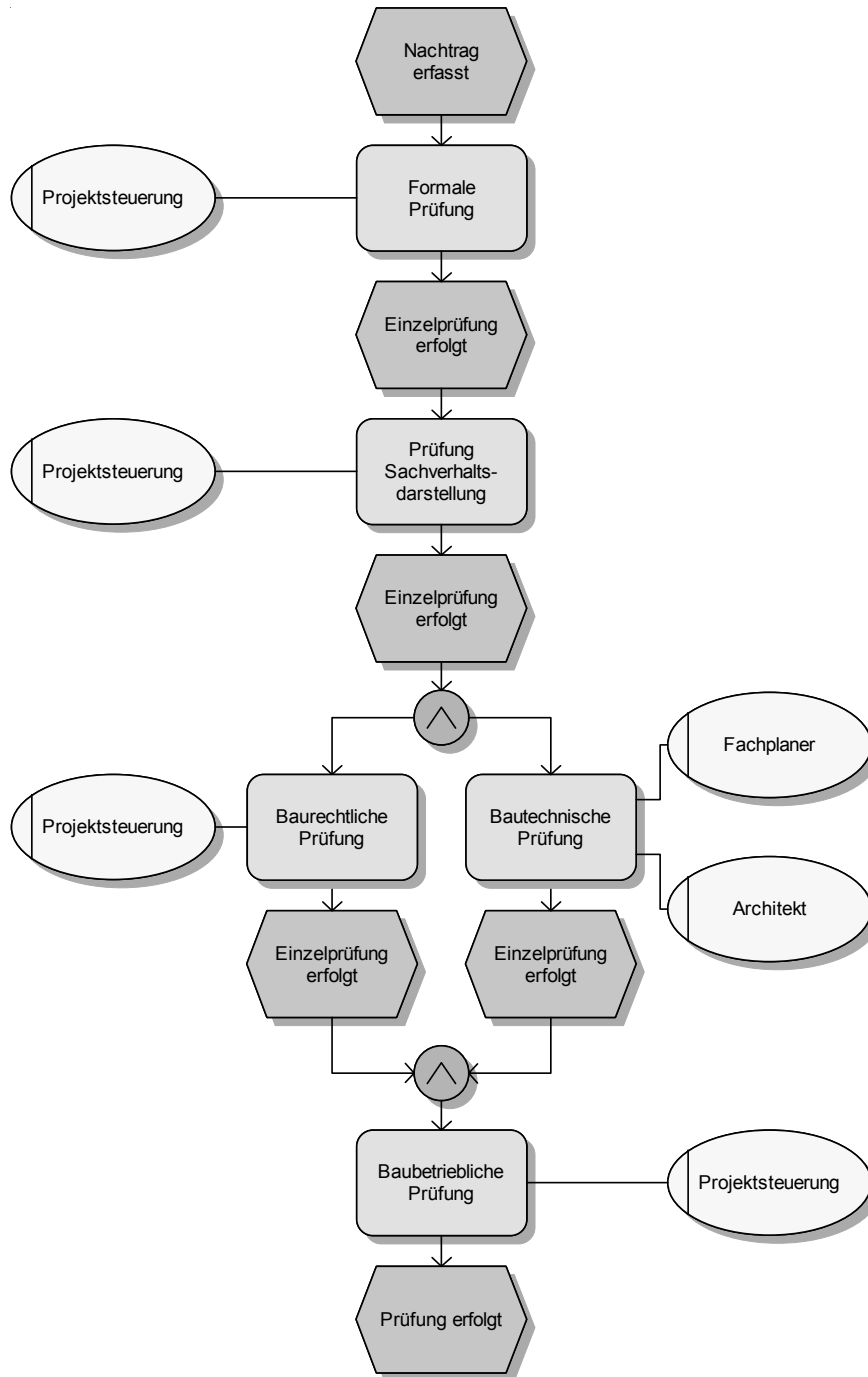 Nachtrag
erfasst
Projektsteuerung
Formale
Prüfung
Einzelprüfung
erfolgt
Projektsteuerung
Prüfung
Sachverhalts-
darstellung
Einzelprüfung
erfolgt
Fachplaner
Projektsteuerung
Baurechtliche
Prüfung
Bautechnische
Prüfung
Architekt
Einzelprüfung
erfolgt
Einzelprüfung
erfolgt
Baubetriebliche
Prüfung
Projektsteuerung
Prüfung erfolgt